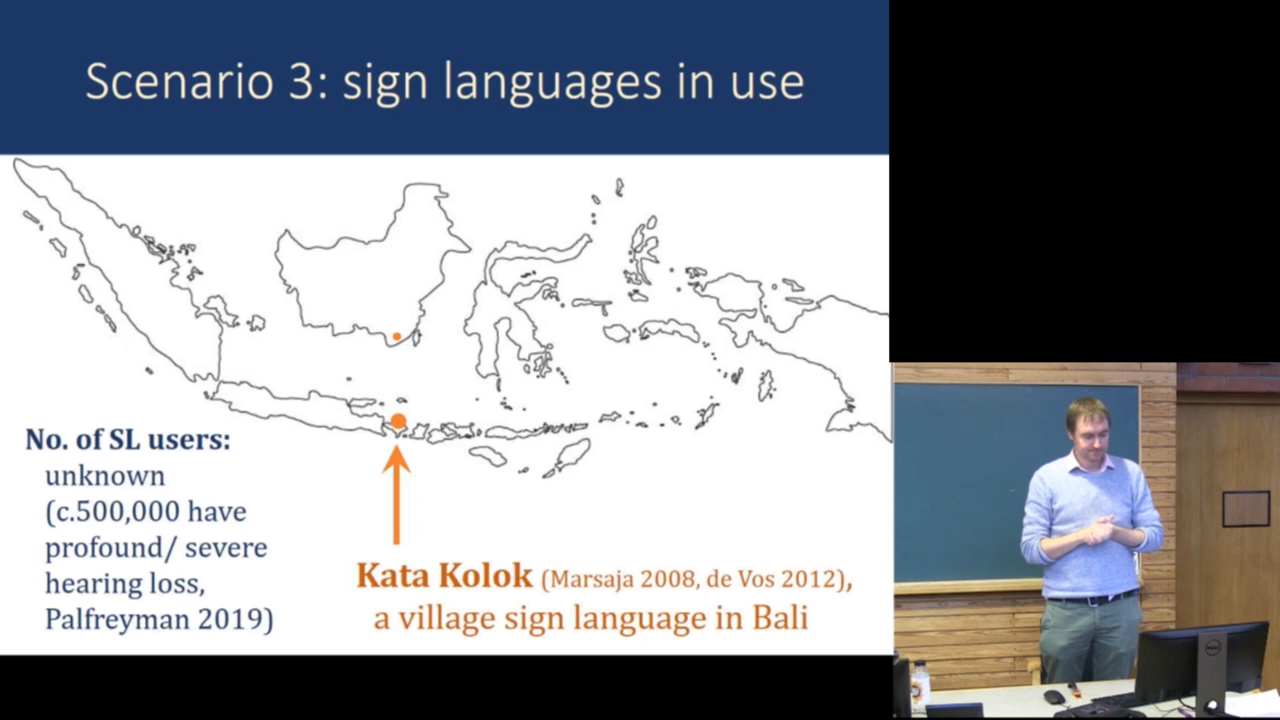 Scenario 3: sign languages in use
No. of SL users:
unknown
(c.500,000 have
profound/ severe
hearing loss,
Palfreyman 2019)
Kata Kolok (Marsaja 2008, de Vos 2012),
a village sign language in Bali
DELL